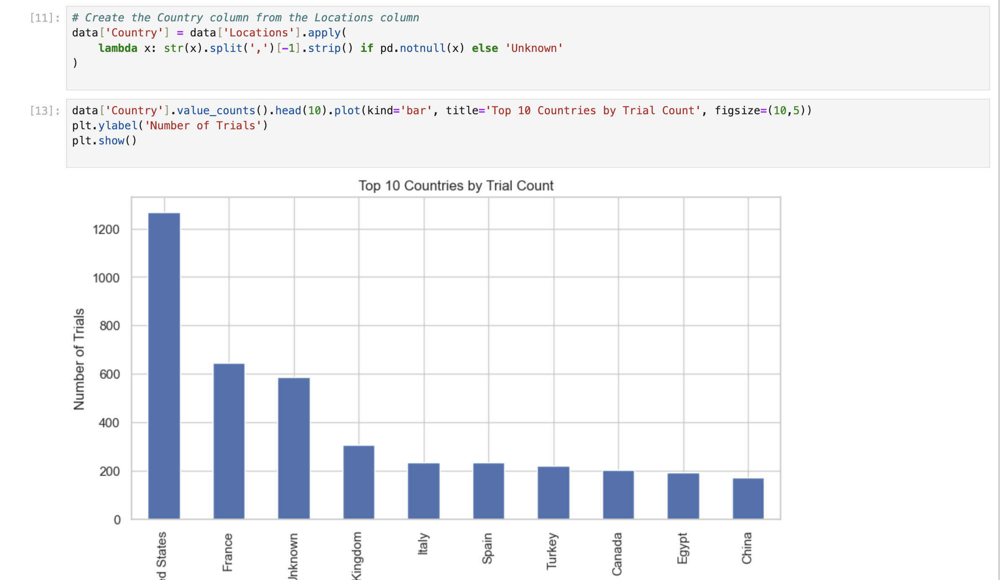 [11]:
# Create the Country column from the Locations column
data['Country'] = data['Locations'].apply(
    lambda x: str(x).split(',')[-1].strip() if pd.notnull(x) else 'Unknown'
)
[13]:
data['Country'].value_counts().head(10).plot(kind='bar', title='Top 10 Countries by Trial Count', figsize=(10,5))
plt.ylabel('Number of Trials')
plt.show()
Top 10 Countries by Trial Count
Number of Trials
1200
1000
800
600
400
200
0
ed States
France
Unknown
Kingdom
Italy
Spain
Turkey
Canada
Egypt
China